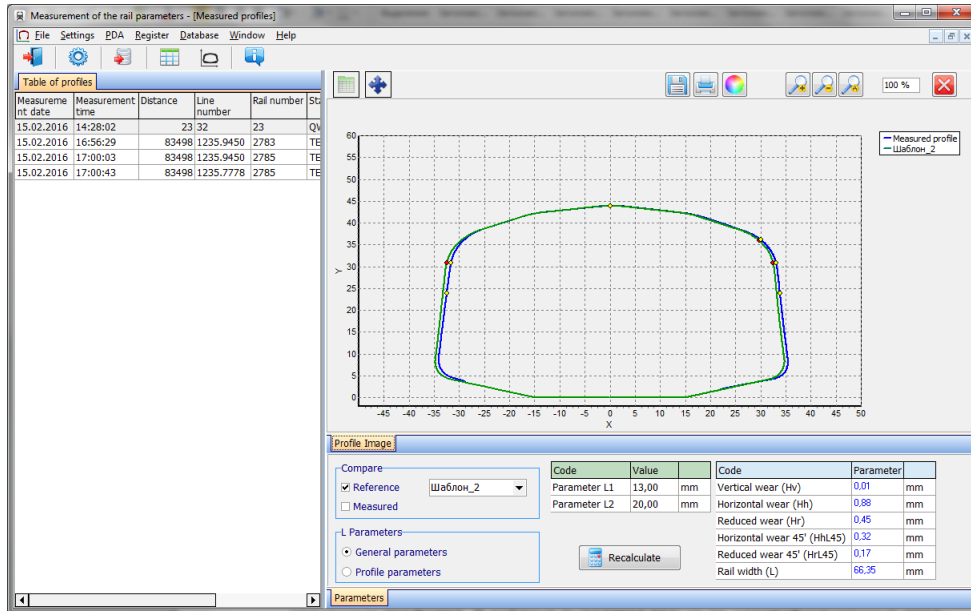 Measurement of the rail parameters - [Measured profiles]
File Settings PDA Register Database Window Help
Table of profiles
Measureme
nt date
Measurement
time
Distance
Line
number
Rail number
Sta
15.02.2016 14:28:02 23 32 23 QW
15.02.2016 16:56:29 83498 1235.9450 2783 TE
15.02.2016 17:00:03 83498 1235.9450 2785 TE
15.02.2016 17:00:43 83498 1235.7778 2785 TE
100 %
Measured profile
Шаблон_2
60
55
50
45
40
35
30
25
20
15
10
5
0
Y
-45 -40 -35 -30 -25 -20 -15 -10 -5 0 5 10 15 20 25 30 35 40 45 50
X
Profile Image
Compare
Reference Шаблон_2
Measured
L Parameters
General parameters
Profile parameters
Code Value
Parameter L1 13,00 mm
Parameter L2 20,00 mm
Recalculate
Code Parameter
Vertical wear (Hv) 0,01 mm
Horizontal wear (Hh) 0,88 mm
Reduced wear (Hr) 0,45 mm
Horizontal wear 45' (HhL45) 0,32 mm
Reduced wear 45' (HrL45) 0,17 mm
Rail width (L) 66,35 mm
Parameters